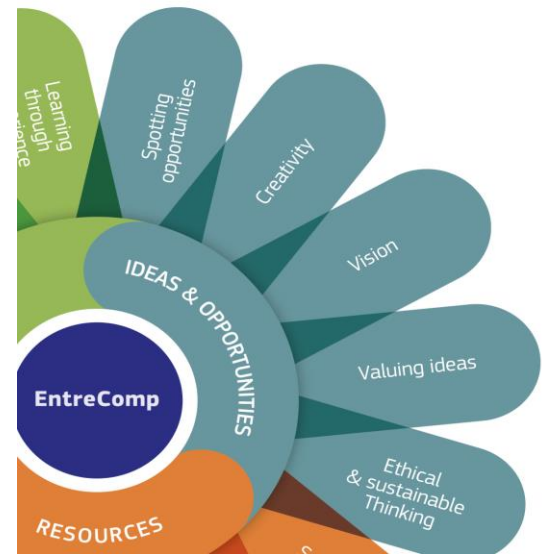 Learning
through
Spotting
opportunities
Creativity
Vision
Valuing ideas
Ethical
& sustainable
Thinking
IDEAS & OPPORTUNITIES
EntreComp
RESOURCES